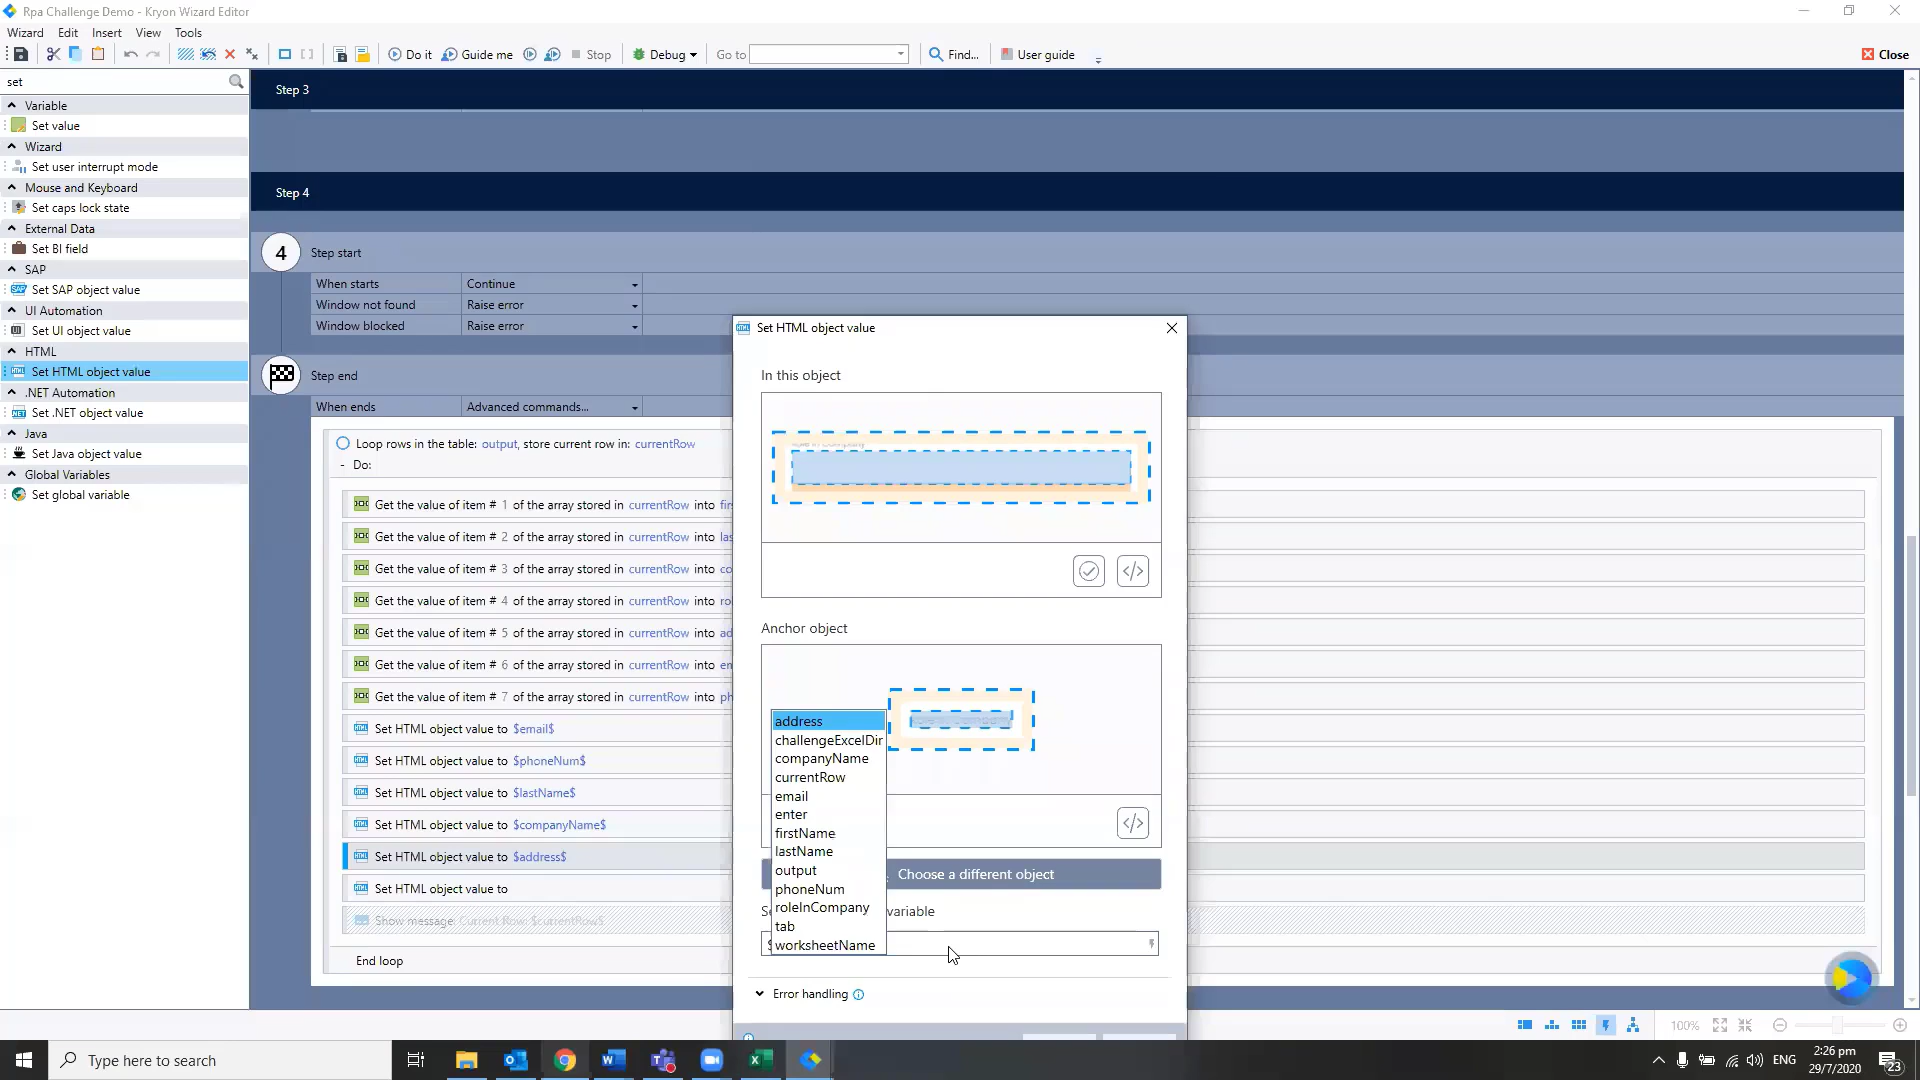 Rpa Challenge Demo - Kryon Wizard Editor
Wizard Edit Insert View Tools
Do it Guide me Stop Debug Go to Find... User guide Close
set
Variable
Set value
Wizard
Set user interrupt mode
Mouse and Keyboard
Set caps lock state
External Data
Set BI field
SAP
Set SAP object value
UI Automation
Set UI object value
HTML
Set HTML object value
.NET Automation
Set .NET object value
Java
Set Java object value
Global Variables
Set global variable
Step 3
Step 4
4 Step start
When starts Continue
Window not found Raise error
Window blocked Raise error
Step end
When ends Advanced commands...
Loop rows in the table: output, store current row in: currentRow
- Do:
Get the value of item # 1 of the array stored in currentRow into
Get the value of item # 2 of the array stored in currentRow into
Get the value of item # 3 of the array stored in currentRow into
Get the value of item # 4 of the array stored in currentRow into
Get the value of item # 5 of the array stored in currentRow into
Get the value of item # 6 of the array stored in currentRow into
Get the value of item # 7 of the array stored in currentRow into
Set HTML object value to $email$
Set HTML object value to $phoneNum$
Set HTML object value to $lastName$
Set HTML object value to $companyName$
Set HTML object value to $address$
Set HTML object value to
Show message: Current Row: $currentRow$
End loop
Set HTML object value
In this object
Anchor object
address
challengeExcelDir
companyName
currentRow
email
enter
firstName
lastName
output
phoneNum
roleInCompany
tab
worksheetName
Choose a different object
variable
Error handling
100%
Type here to search
ENG
2:26 pm
29/7/2020
23